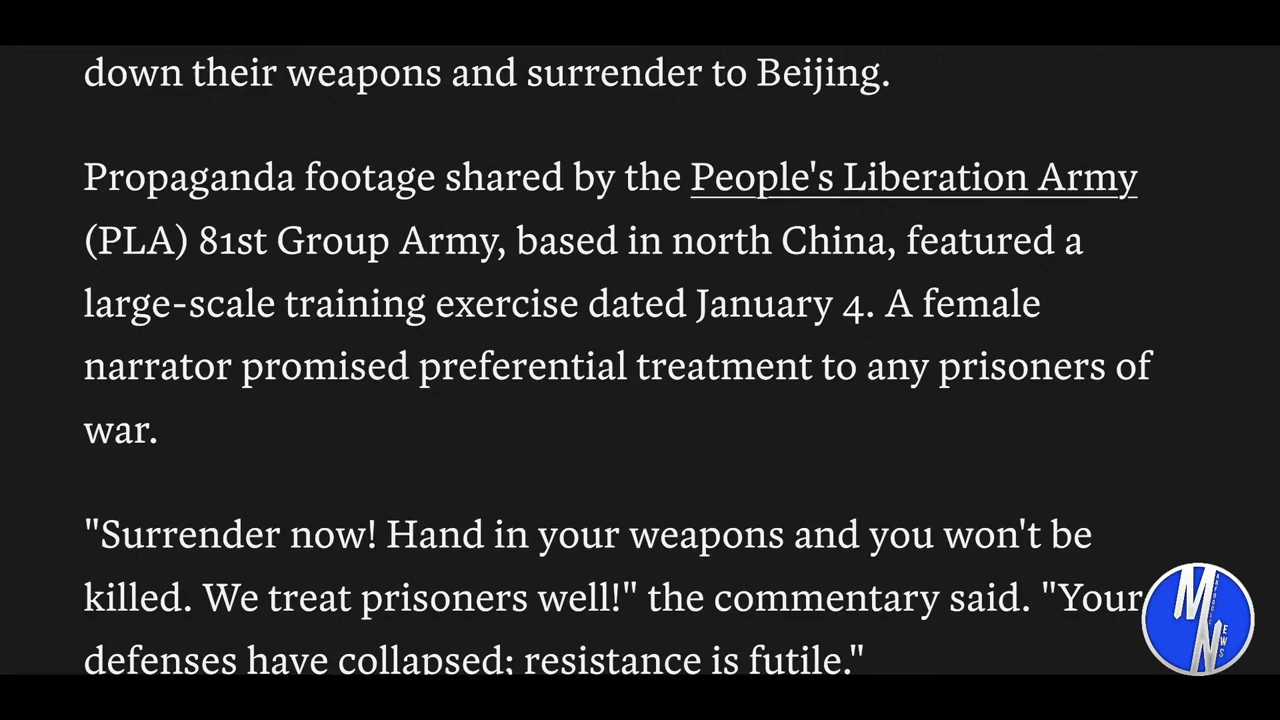 down their weapons and surrender to Beijing.
Propaganda footage shared by the People's Liberation Army
(PLA) 81st Group Army, based in north China, featured a
large-scale training exercise dated January 4. A female
narrator promised preferential treatment to any prisoners of
war.
"Surrender now! Hand in your weapons and you won't be
killed. We treat prisoners well!" the commentary said. "Your
defenses have collapsed; resistance is futile."
M
N
EWS